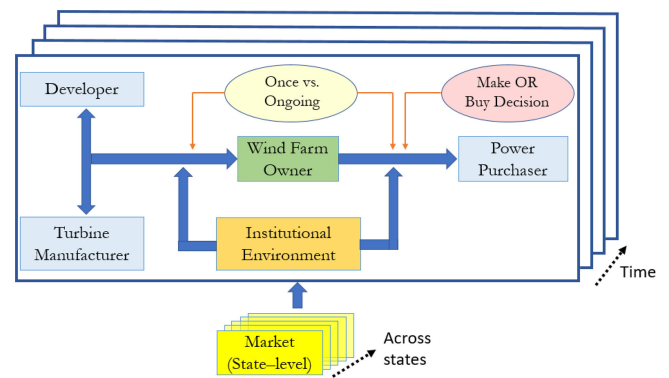 Developer
Once vs.
Ongoing
Make OR
Buy Decision
Wind Farm
Owner
Power
Purchaser
Turbine
Manufacturer
Institutional
Environment
Time
Market
(State–level)
Across
states